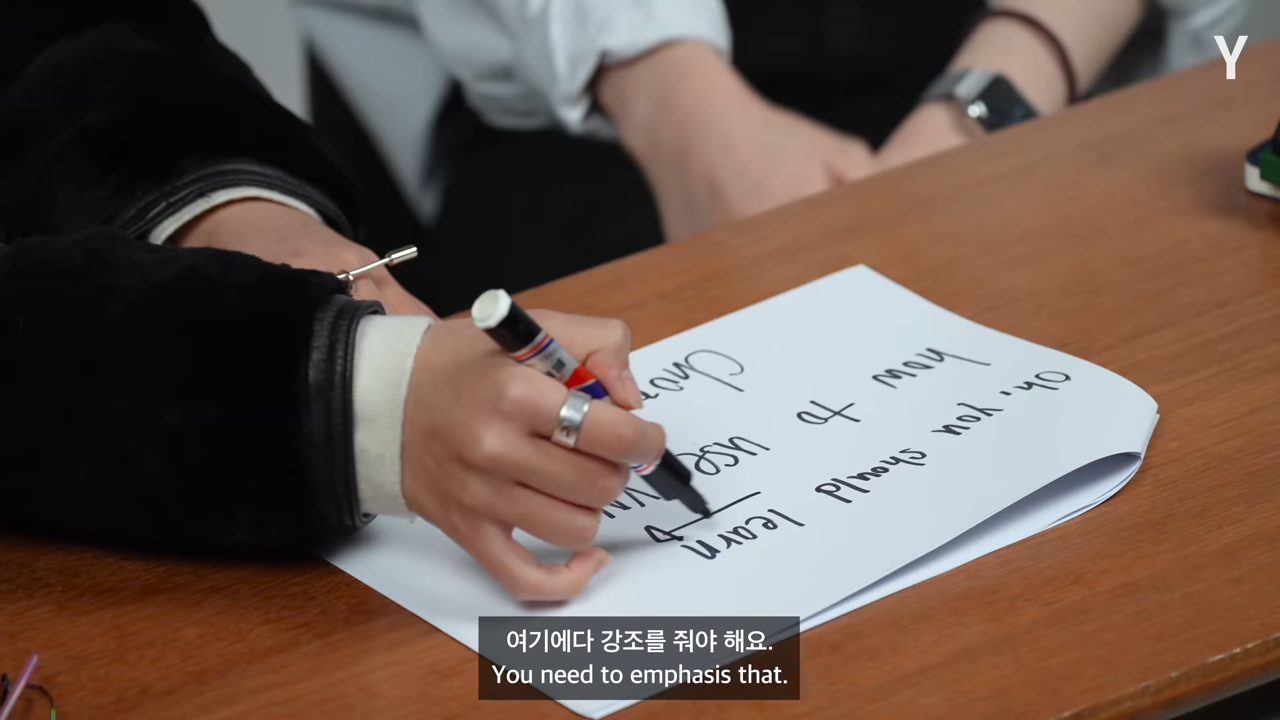 Y
Oh, you should learn
how to use
여기에다 강조를 줘야 해요.
You need to emphasis that.